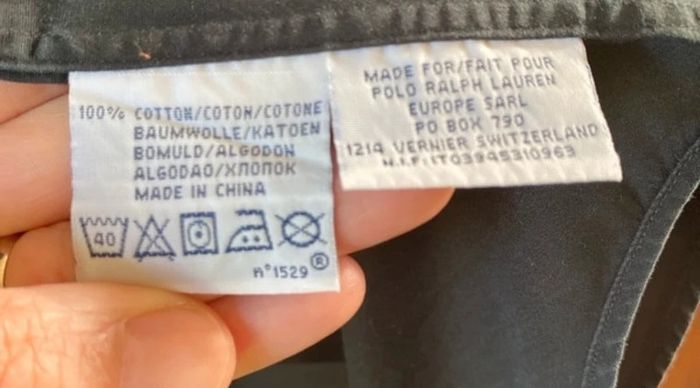 100% COTTON/COTON/COTONE
BAUMWOLLE/KATOEN
BOMULD/ALGODON
ALGODAO/ХЛОПОК
MADE IN CHINA
40
n°1529 ®
MADE FOR/FAIT POUR
POLO RALPH LAUREN
EUROPE SARL
PO BOX 790
1214 VERNIER SWITZERLAND
N.I.F:IT03945310963